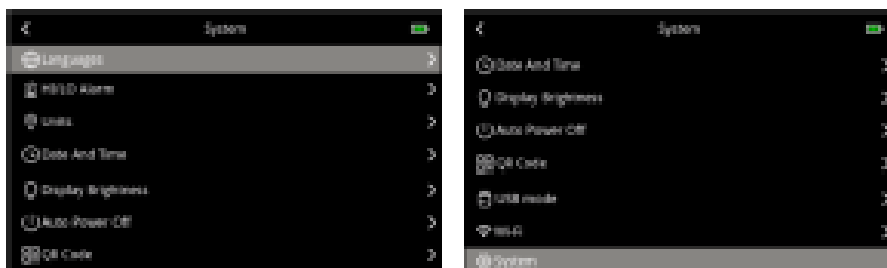 System
Languages
HI/LO Alarm
Units
Date And Time
Display Brightness
Auto Power Off
QR Code
System
Date And Time
Display Brightness
Auto Power Off
QR Code
USB mode
Wi-Fi
System